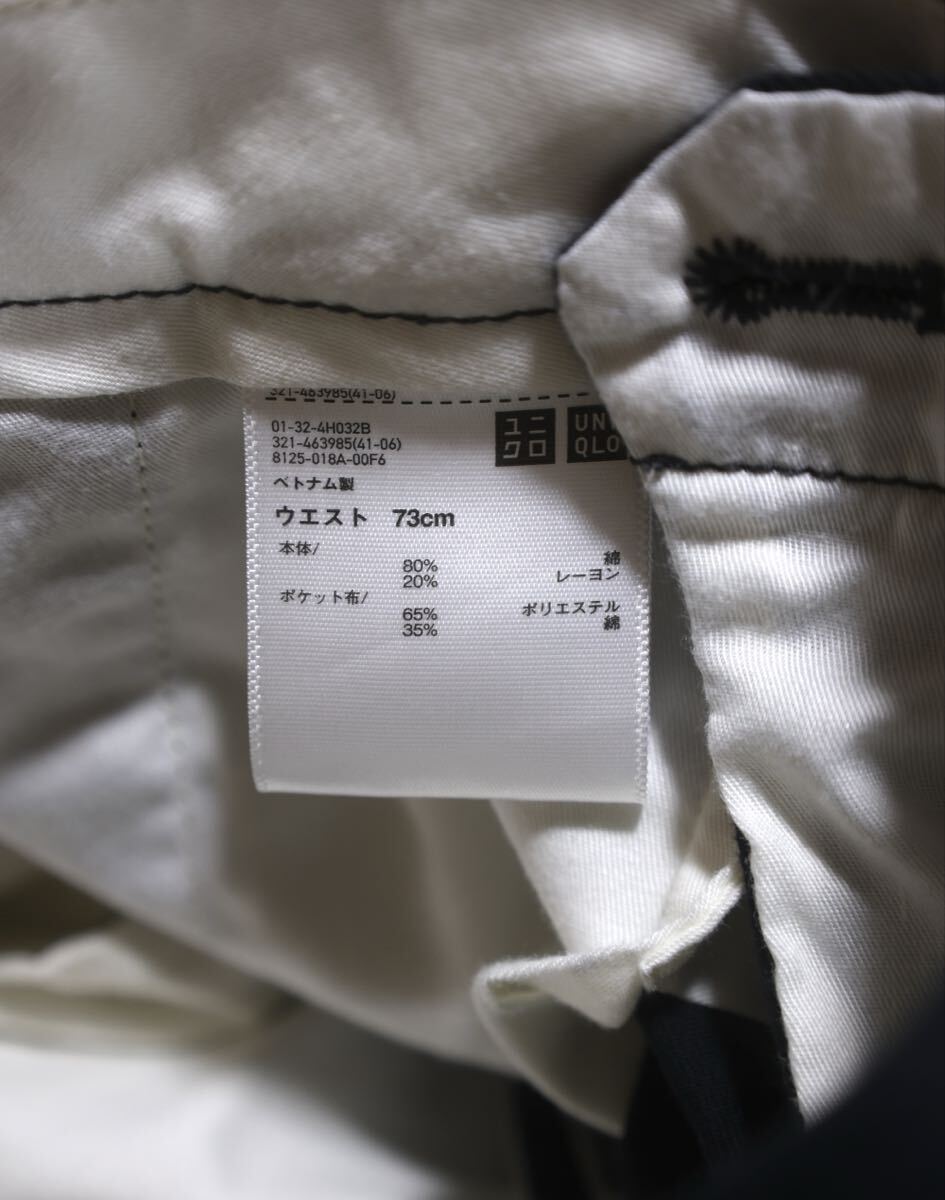 321-463985(41-06)
01-32-4H032B
321-463985(41-06)
8125-018A-00F6
ユニ
クロ
UNI
QLO
ベトナム製
ウエスト 73cm
本体/
80% 綿
20% レーヨン
ポケット布/
65% ポリエステル
35% 綿